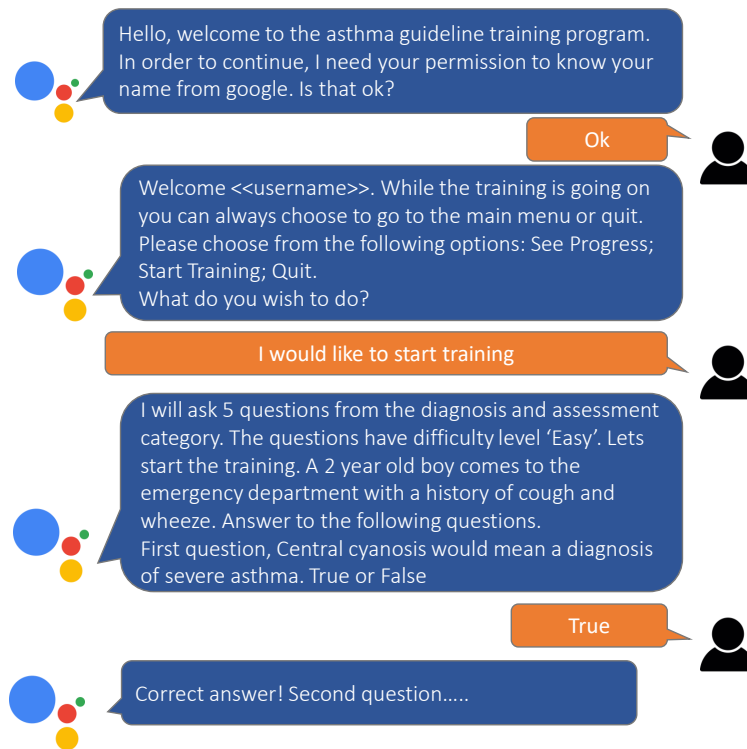 Hello, welcome to the asthma guideline training program.
In order to continue, I need your permission to know your
name from google. Is that ok?
Ok
Welcome <<username>>. While the training is going on
you can always choose to go to the main menu or quit.
Please choose from the following options: See Progress;
Start Training; Quit.
What do you wish to do?
I would like to start training
I will ask 5 questions from the diagnosis and assessment
category. The questions have difficulty level ‘Easy’. Lets
start the training. A 2 year old boy comes to the
emergency department with a history of cough and
wheeze. Answer to the following questions.
First question, Central cyanosis would mean a diagnosis
of severe asthma. True or False
True
Correct answer! Second question…..